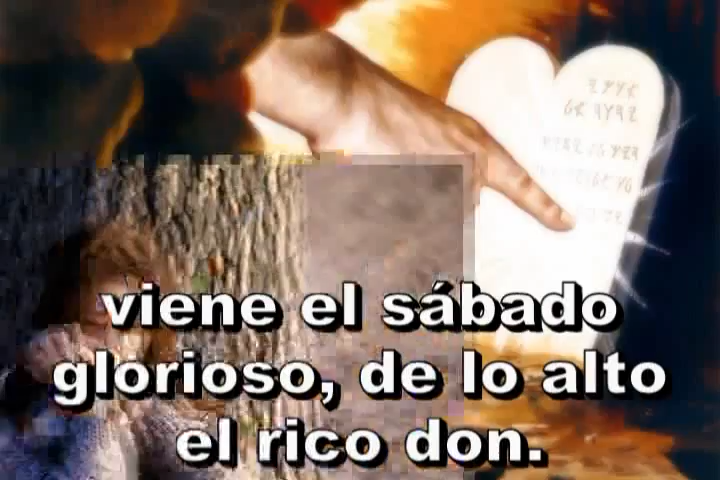 viene el sábado
glorioso, de lo alto
el rico don.